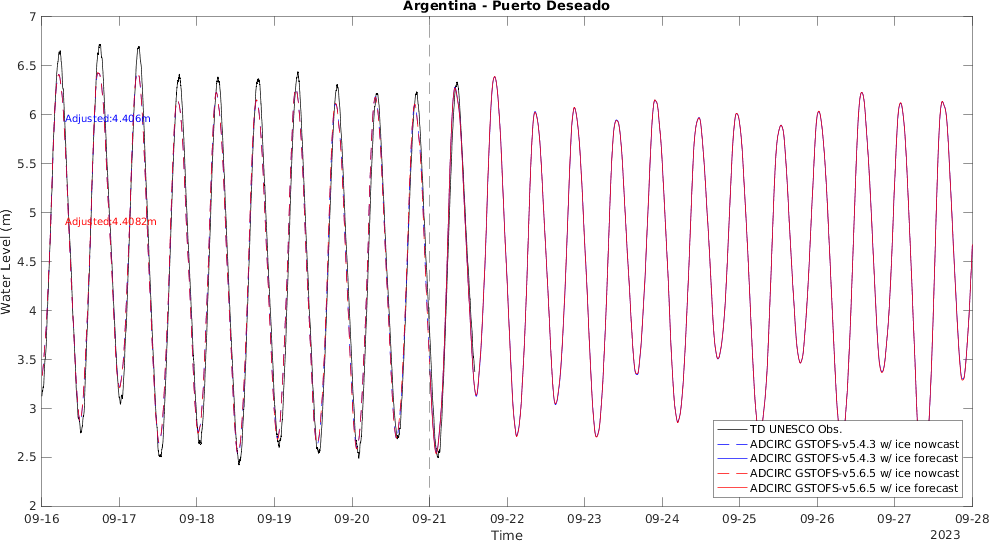 Argentina - Puerto Deseado
7
6.5
6
5.5
5
4.5
4
3.5
3
2.5
2
Water Level (m)
Adjusted:4.406m
Adjusted:4.4082m
TD UNESCO Obs.
ADCIRC GSTOFS-v5.4.3 w/ ice nowcast
ADCIRC GSTOFS-v5.4.3 w/ ice forecast
ADCIRC GSTOFS-v5.6.5 w/ ice nowcast
ADCIRC GSTOFS-v5.6.5 w/ ice forecast
09-16 09-17 09-18 09-19 09-20 09-21 09-22 09-23 09-24 09-25 09-26 09-27 09-28
Time
2023